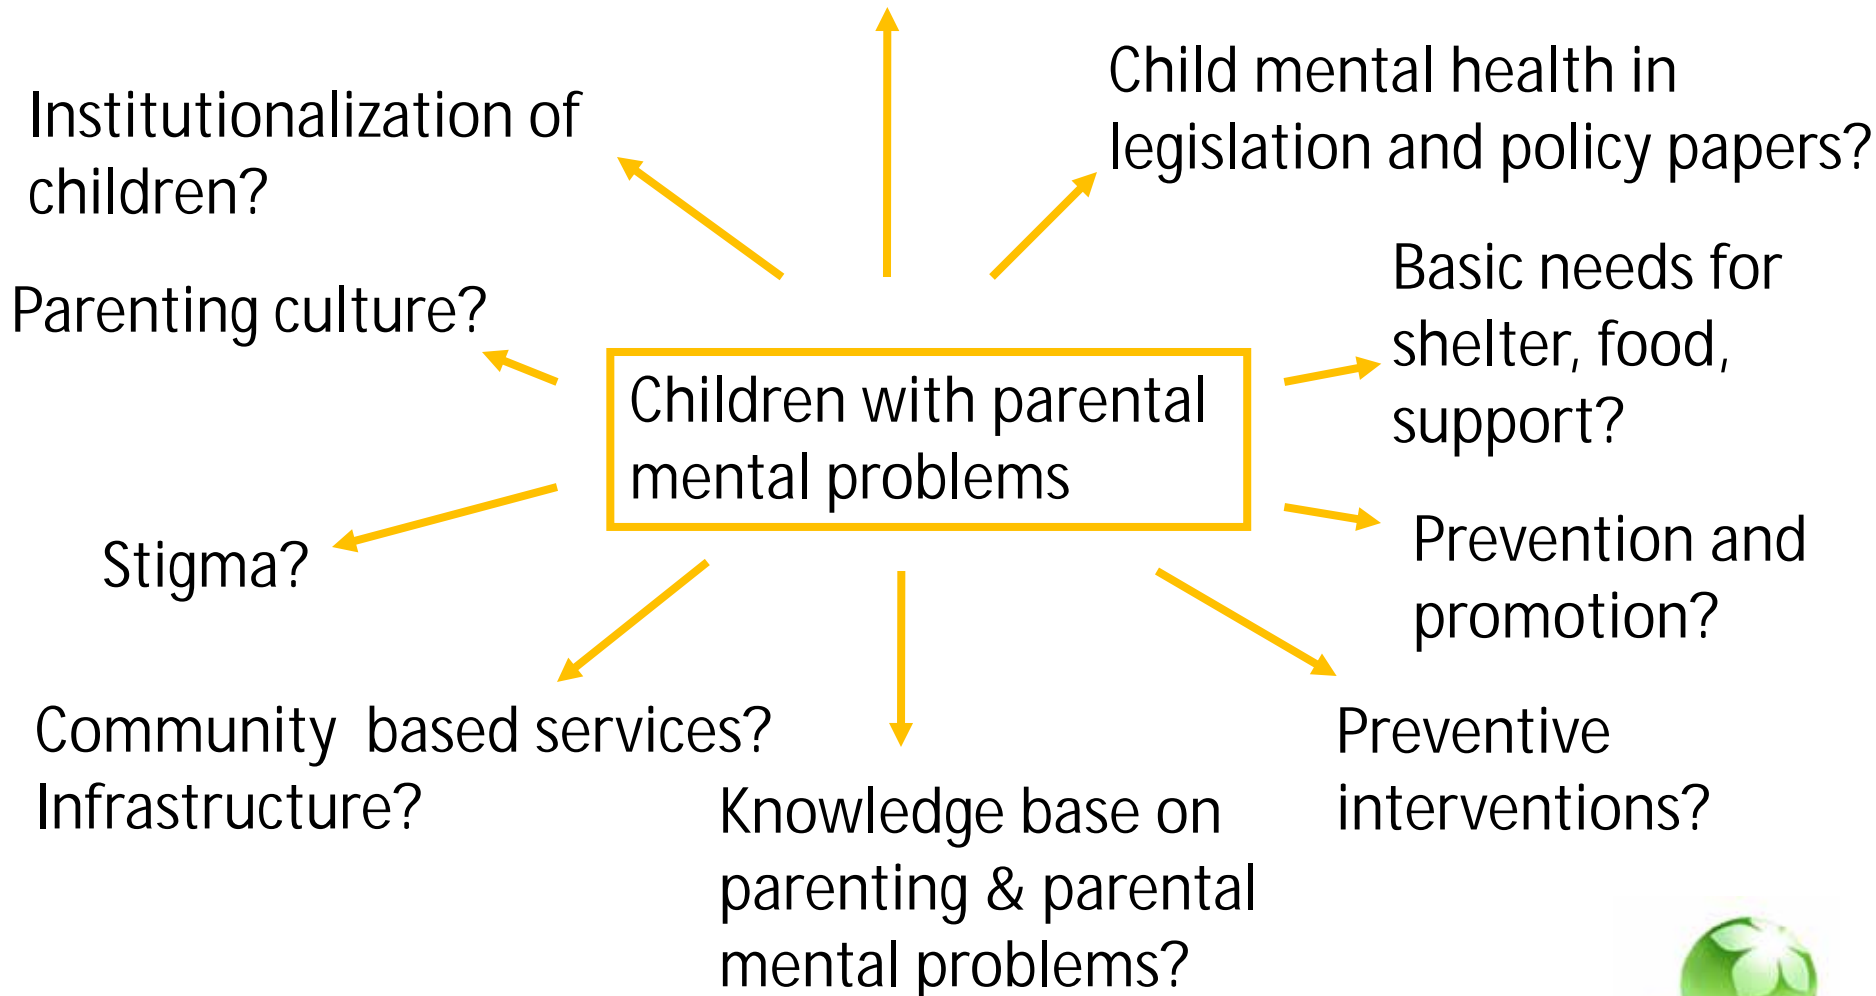 Child mental health in
legislation and policy papers?
Institutionalization of
children?
Basic needs for
shelter, food,
support?
Parenting culture?
Children with parental
mental problems
Prevention and
promotion?
Stigma?
Community  based services?
Infrastructure?
Preventive
interventions?
Knowledge base on
parenting & parental
mental problems?